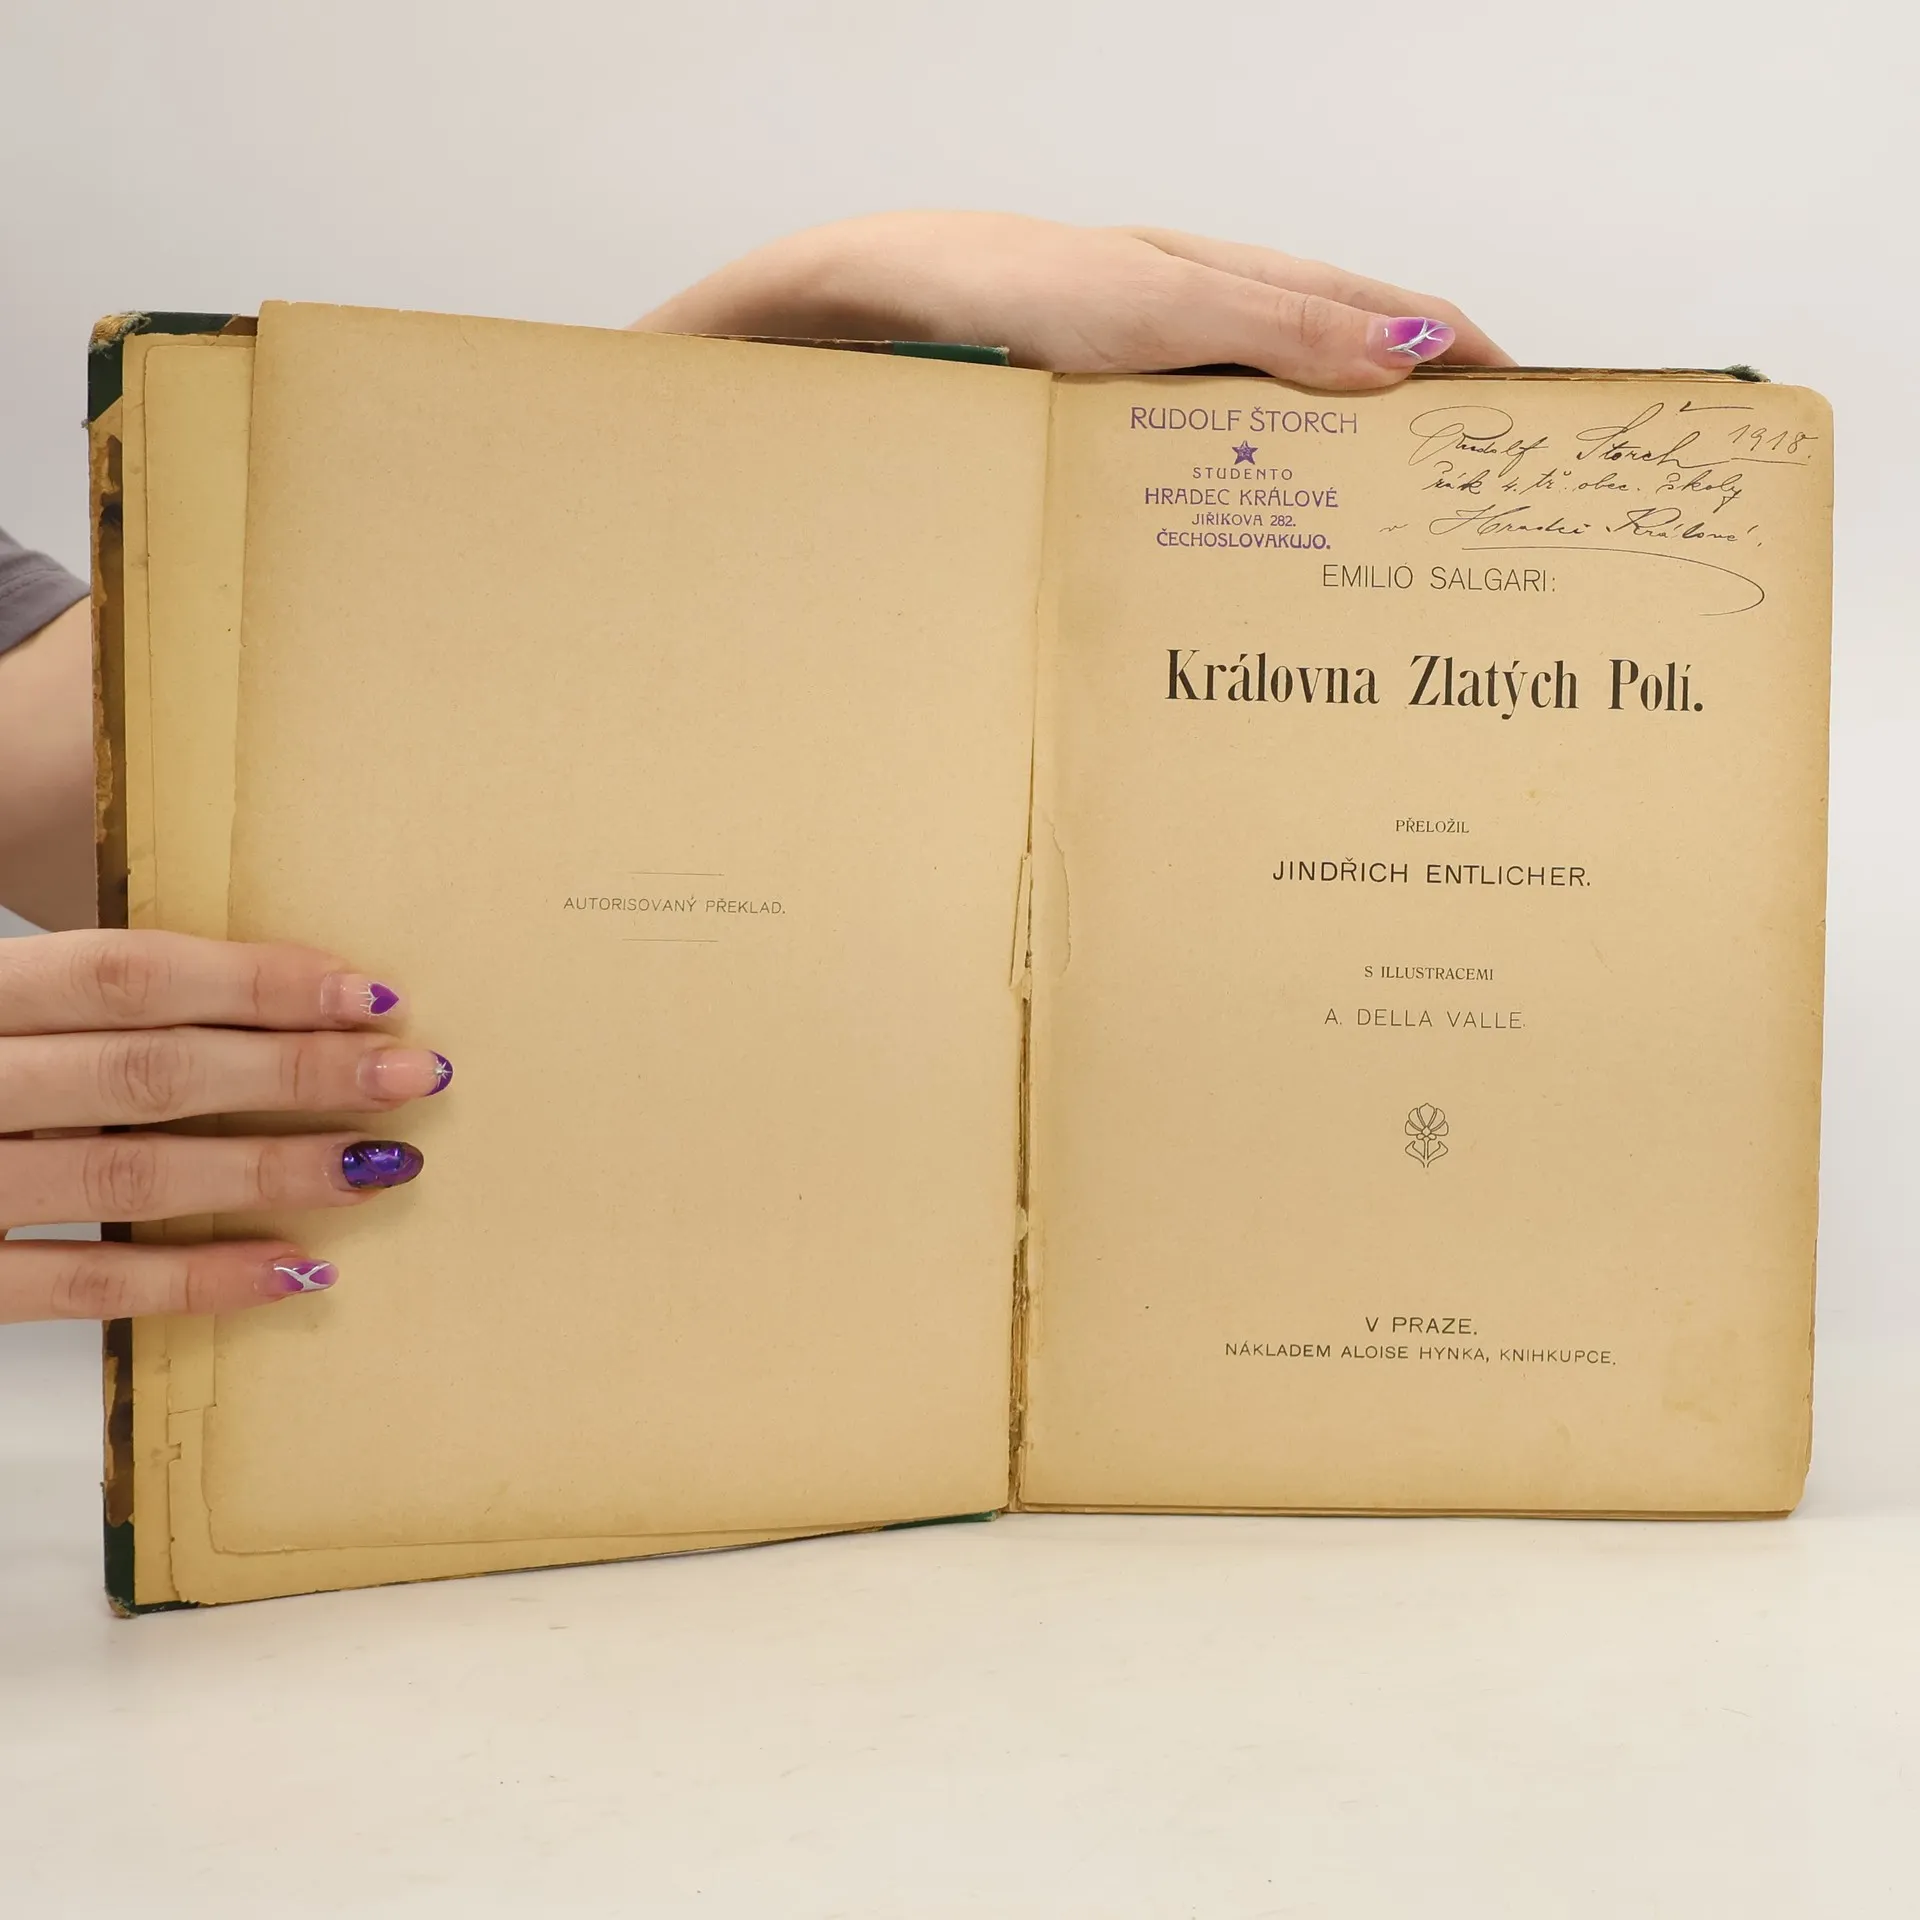 AUTORISOVANÝ PŘEKLAD.
RUDOLF ŠTORCH
STUDENTO
HRADEC KRÁLOVÉ
JIŘIKOVA 282.
ČECHOSLOVAKUJO.
Rudolf Štorch 1918.
žák 4. tř. obec. školy
v Hradci Králové.
EMILIO SALGARI:
Královna Zlatých Polí.
PŘELOŽIL
JINDŘICH ENTLICHER.
S ILLUSTRACEMI
A. DELLA VALLE.
V PRAZE.
NÁKLADEM ALOISE HYNKA, KNIHKUPCE.